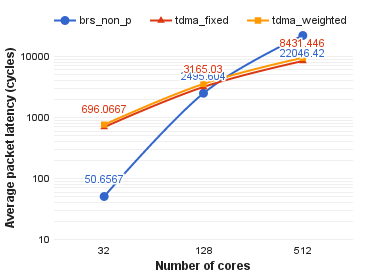 brs_non_p tdma_fixed tdma_weighted
Average packet latency (cycles)
10000
1000
100
10
8431.446
22046.42
3165.03
2495.604
696.0667
50.6567
32 128 512
Number of cores